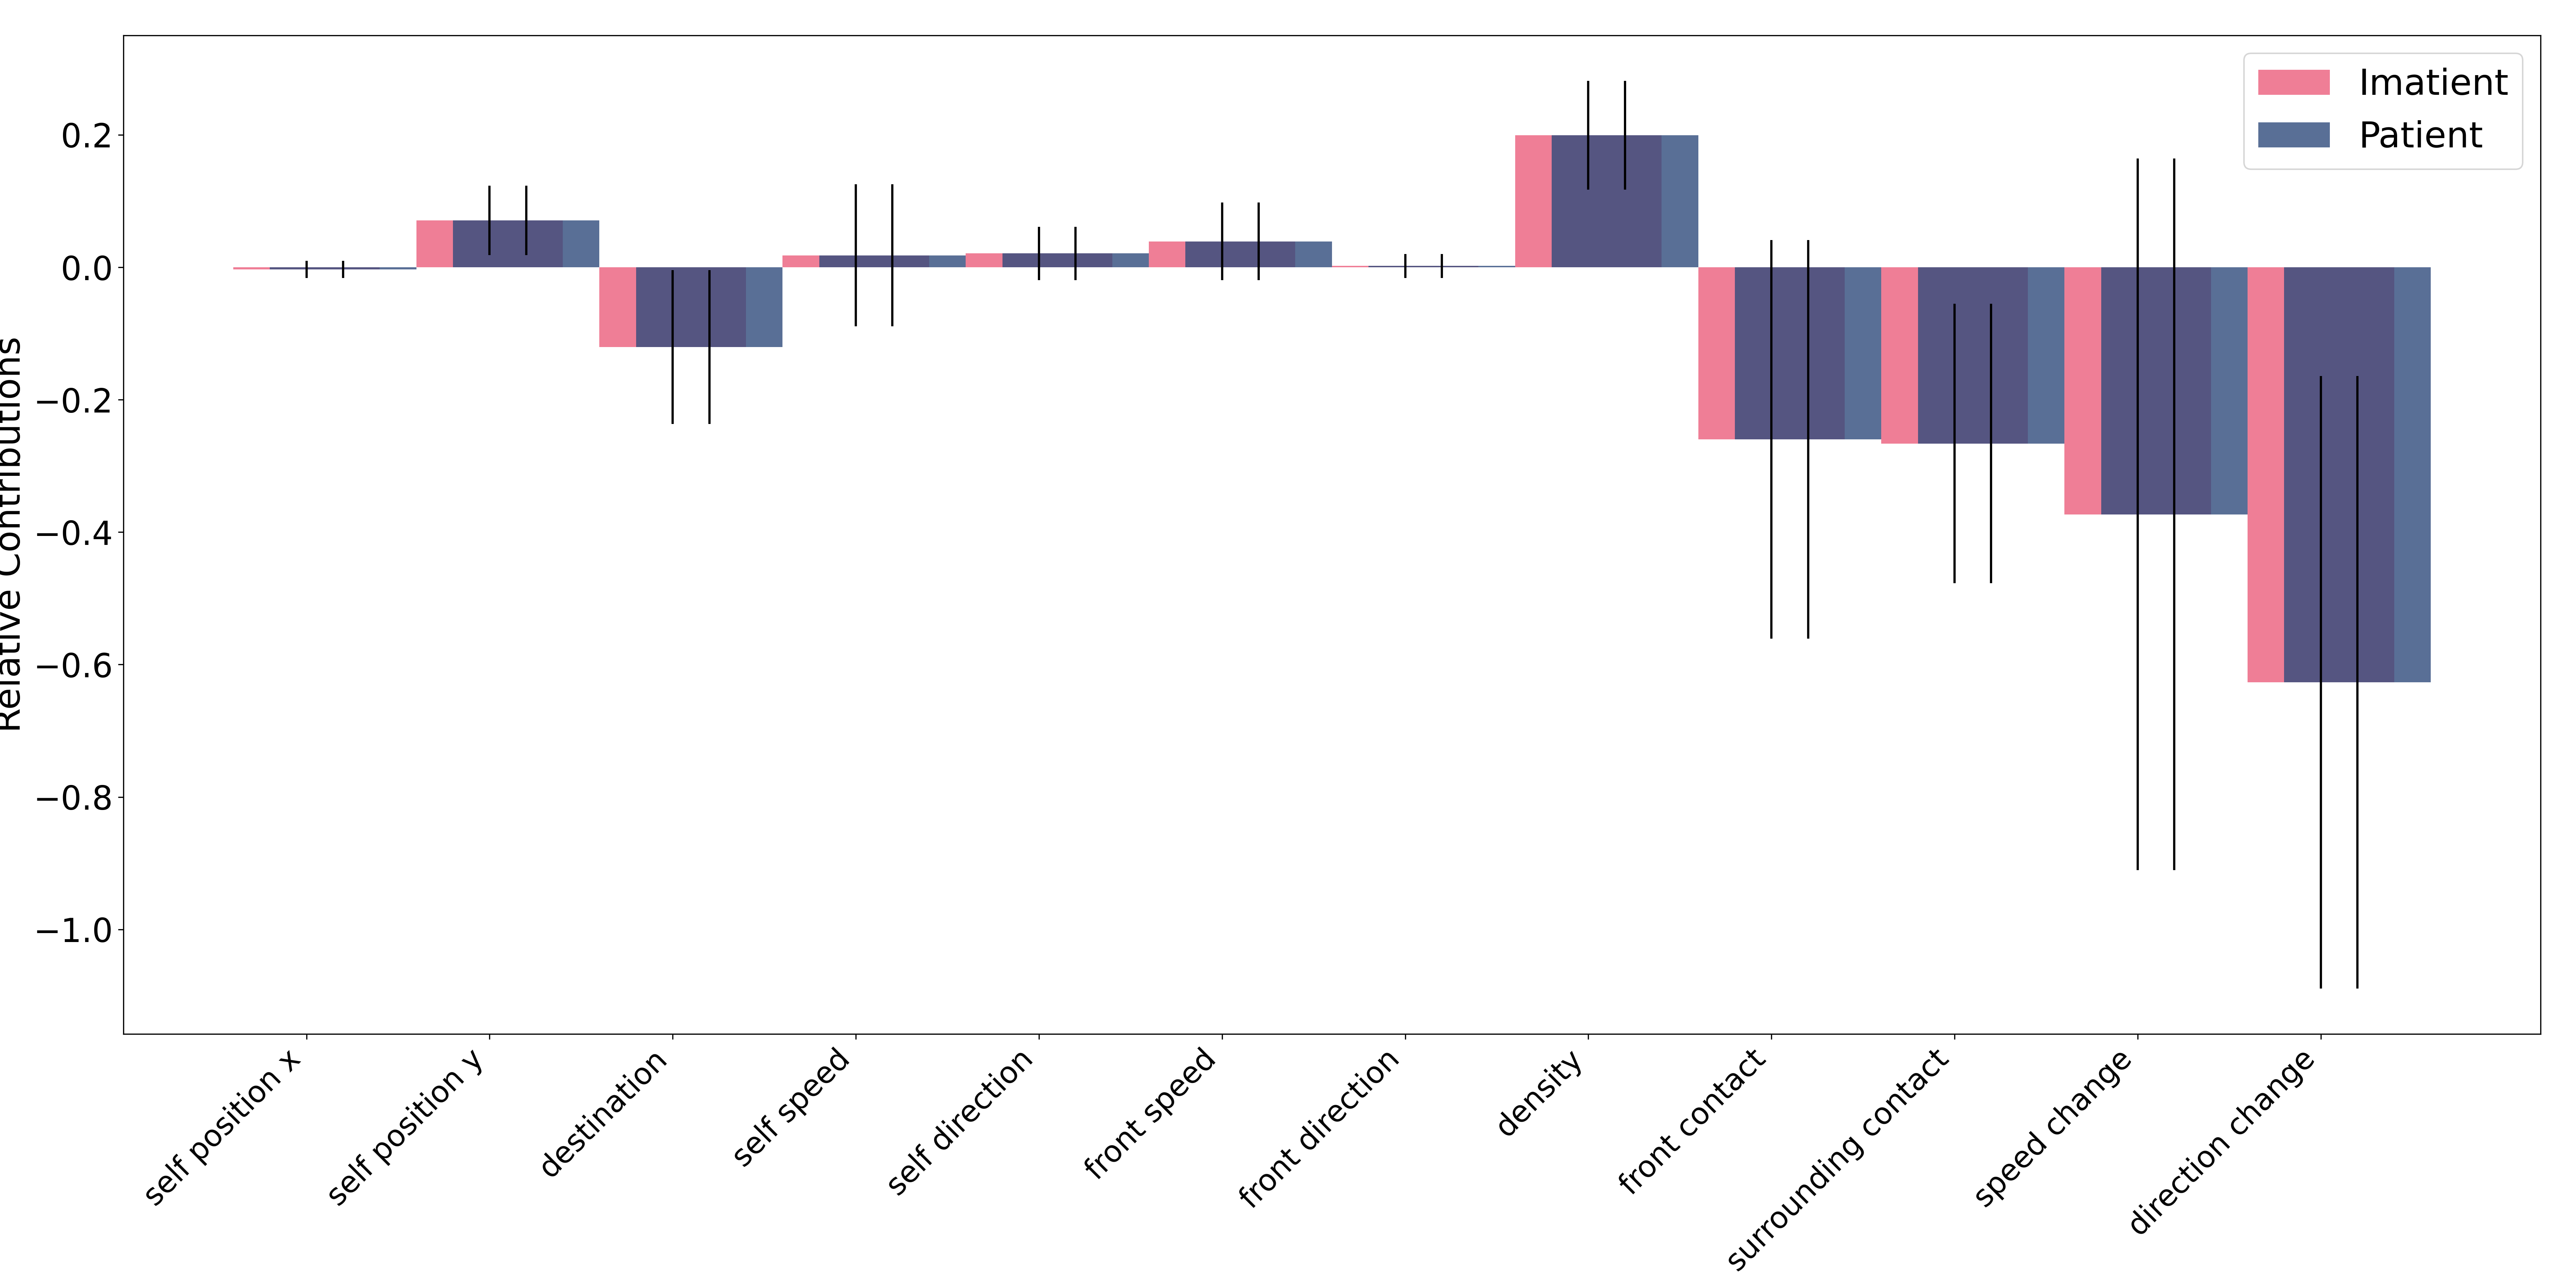 Relative Contributions
0.2
0.0
−0.2
−0.4
−0.6
−0.8
−1.0
Imatient
Patient
self position x
self position y
destination
self speed
self direction
front speed
front direction
density
front contact
surrounding contact
speed change
direction change